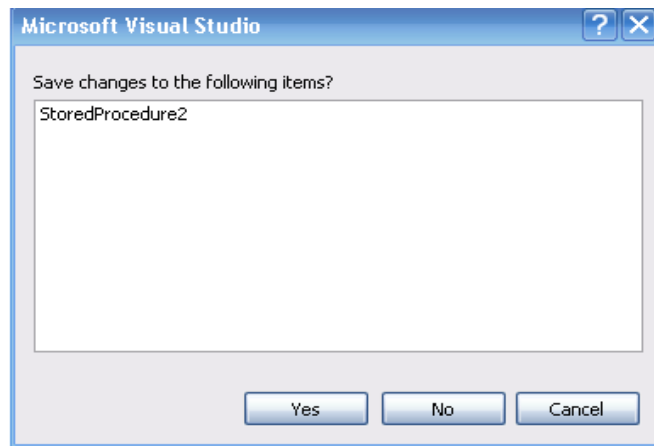 Microsoft Visual Studio
Save changes to the following items?
StoredProcedure2
Yes No Cancel